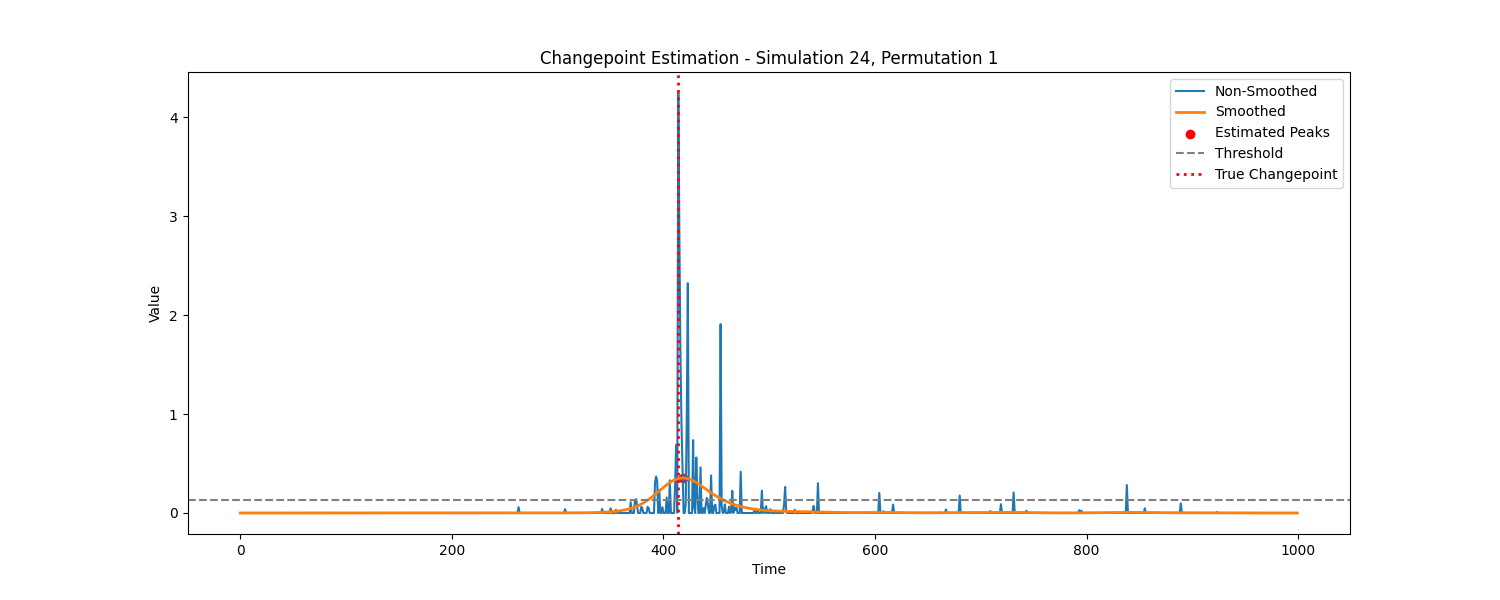 Changepoint Estimation - Simulation 24, Permutation 1
Non-Smoothed
Smoothed
Estimated Peaks
Threshold
True Changepoint
Value
4
3
2
1
0
0 200 400 600 800 1000
Time